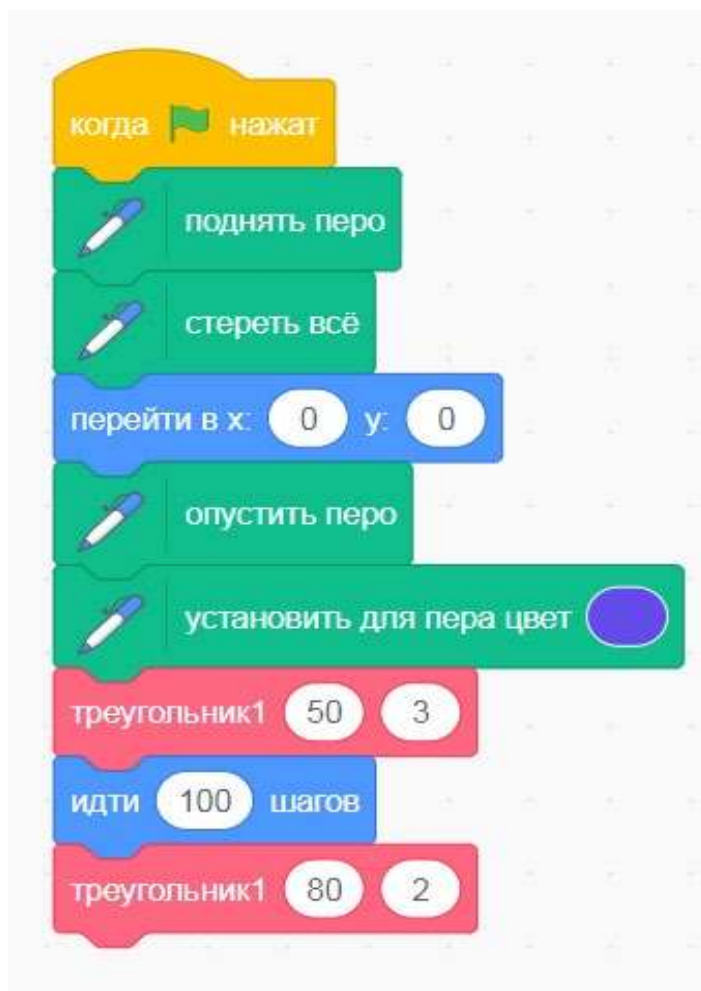 когда нажат
поднять перо
стереть всё
перейти в x: 0 y: 0
опустить перо
установить для пера цвет
треугольник1 50 3
идти 100 шагов
треугольник1 80 2